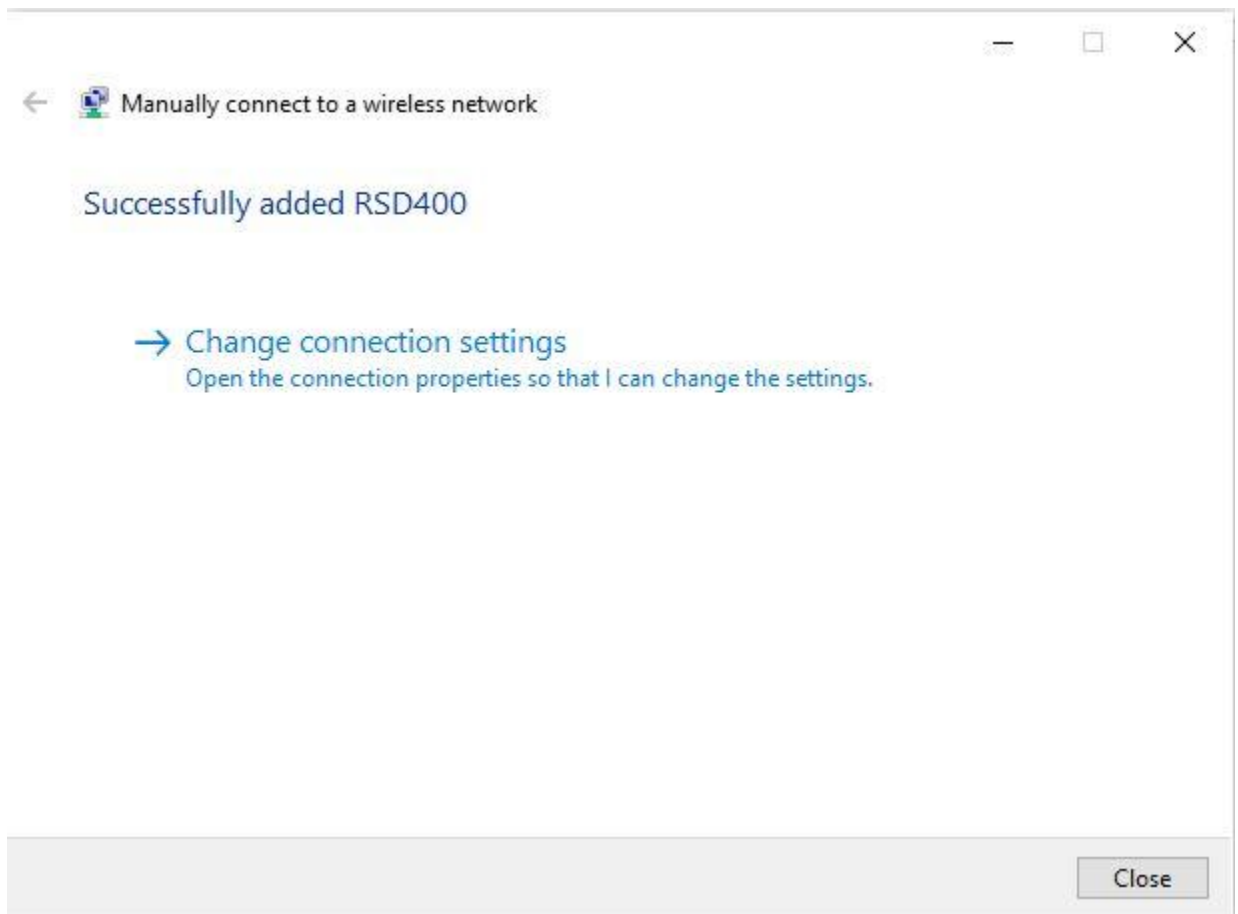 Manually connect to a wireless network
Successfully added RSD400
Change connection settings
Open the connection properties so that I can change the settings.
Close